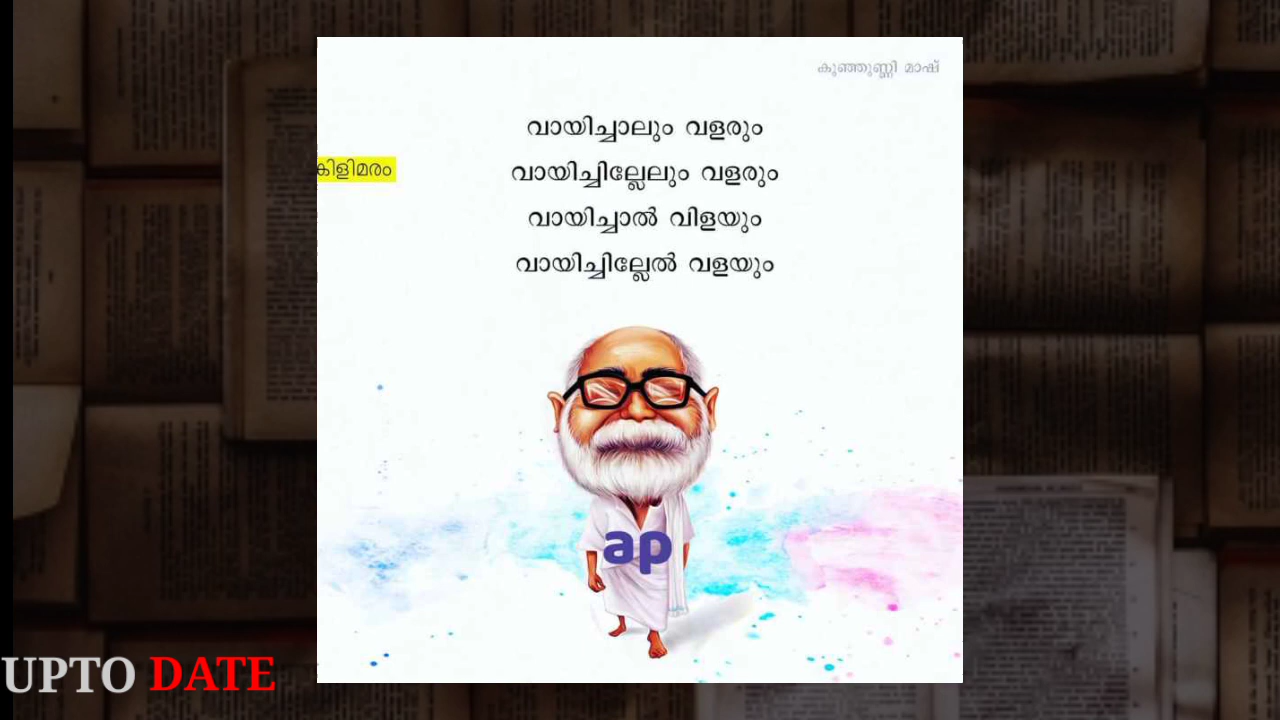 കുഞ്ഞുണ്ണി മാഷ്
വായിച്ചാലും വളരും
കിളിമരം
വായിച്ചില്ലേലും വളരും
വായിച്ചാൽ വിളയും
വായിച്ചില്ലേൽ വളയും
ap
UPTO DATE